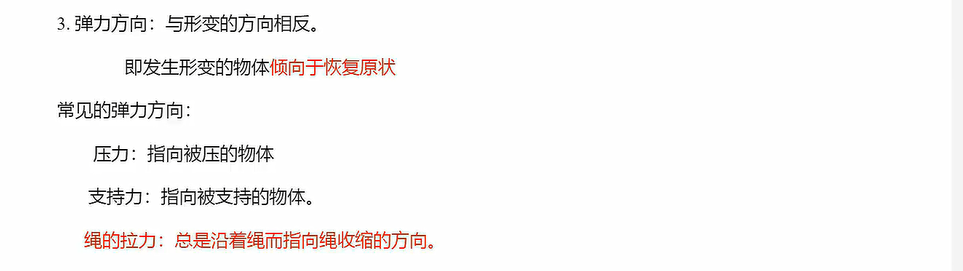 3. 弹力方向：与形变的方向相反。
即发生形变的物体倾向于恢复原状
常见的弹力方向：
压力：指向被压的物体
支持力：指向被支持的物体。
绳的拉力：总是沿着绳而指向绳收缩的方向。